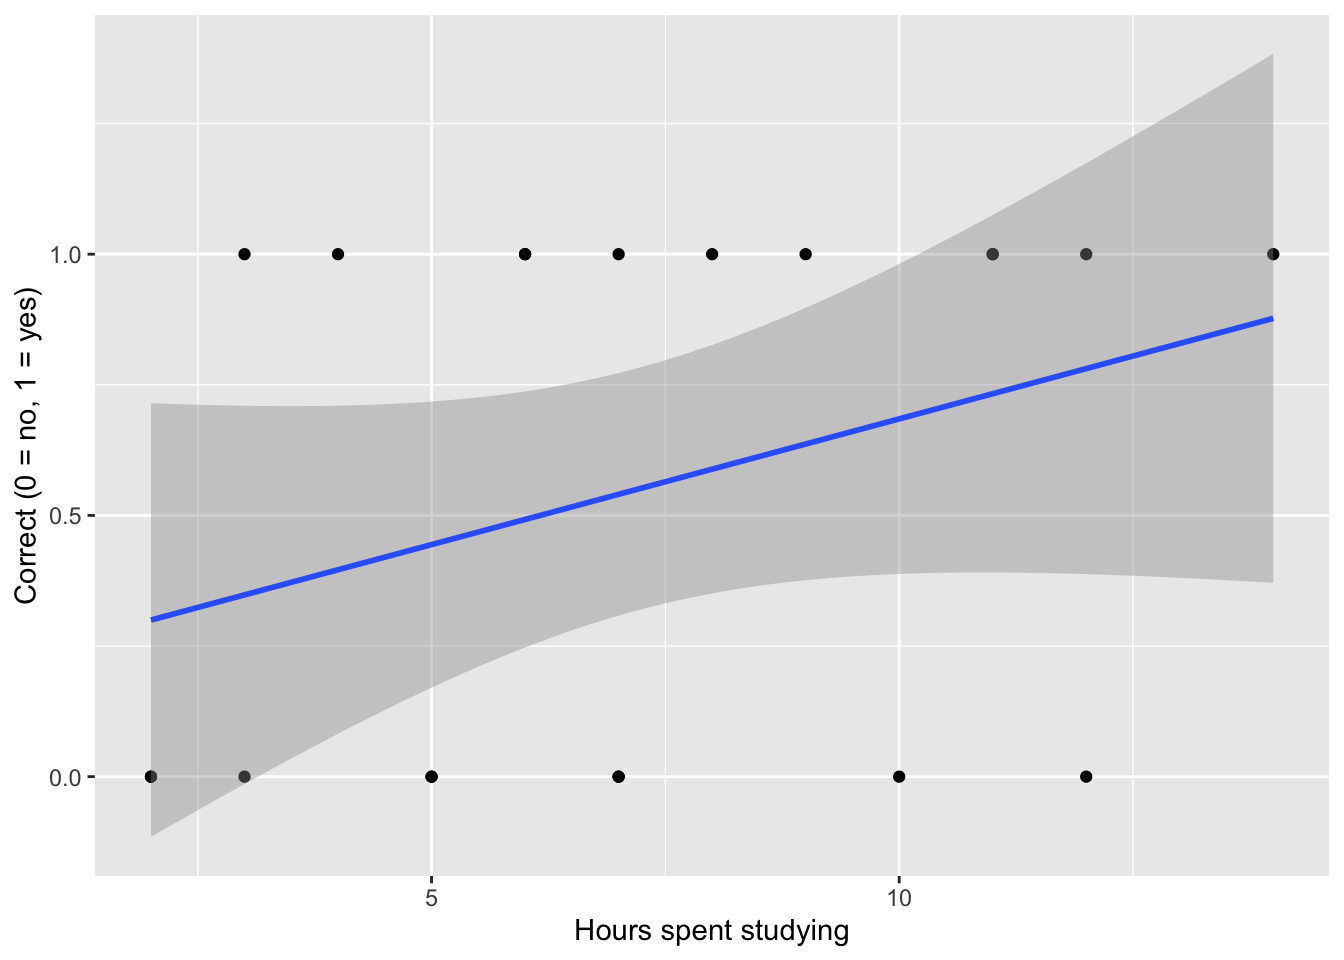 Correct (0 = no, 1 = yes)
1.0
0.5
0.0
5
10
Hours spent studying